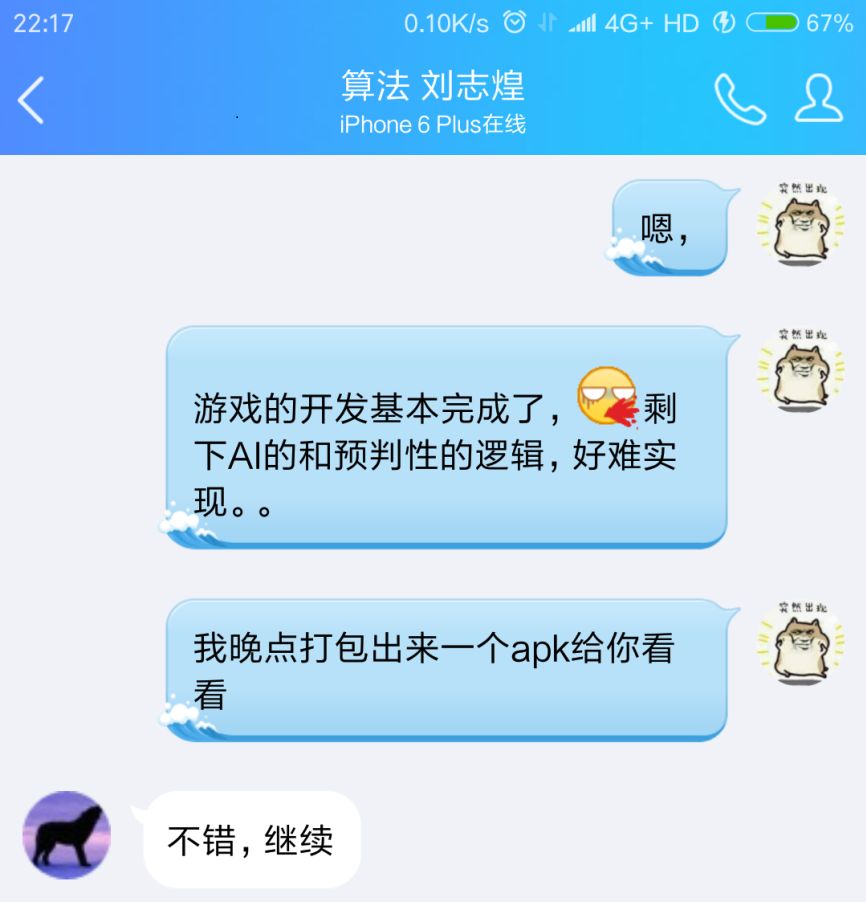 22:17 0.10K/s 4G+ HD 67%
算法 刘志煌
iPhone 6 Plus在线
突然出现
嗯，
突然出现
游戏的开发基本完成了，剩
下AI的和预判性的逻辑，好难实
现。。
突然出现
我晚点打包出来一个apk给你看
看
不错，继续